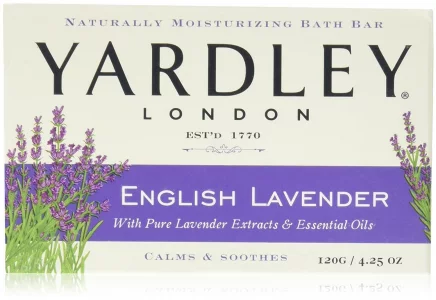 NATURALLY MOISTURIZING BATH BAR
YARDLEY®
LONDON
EST'D 1770
ENGLISH LAVENDER
With Pure Lavender Extracts & Essential Oils
CALMS & SOOTHES
120G / 4.25 OZ